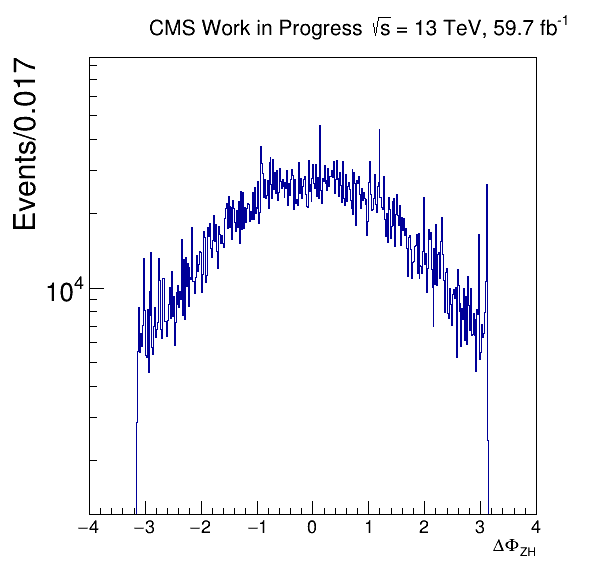 CMS Work in Progress √s = 13 TeV, 59.7 fb⁻¹
Events/0.017
10⁴
−4 −3 −2 −1 0 1 2 3 4
ΔΦ_ZH